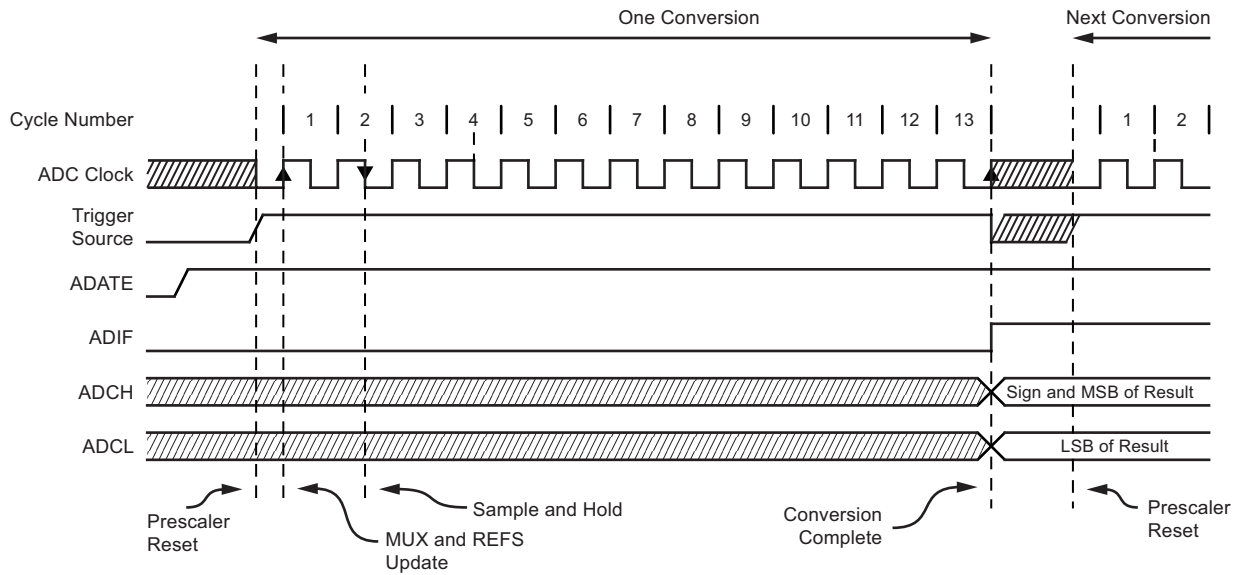 One Conversion
Next Conversion
Cycle Number
1 2 3 4 5 6 7 8 9 10 11 12 13 1 2
ADC Clock
Trigger
Source
ADATE
ADIF
ADCH
Sign and MSB of Result
ADCL
LSB of Result
Prescaler
Reset
MUX and REFS
Update
Sample and Hold
Conversion
Complete
Prescaler
Reset